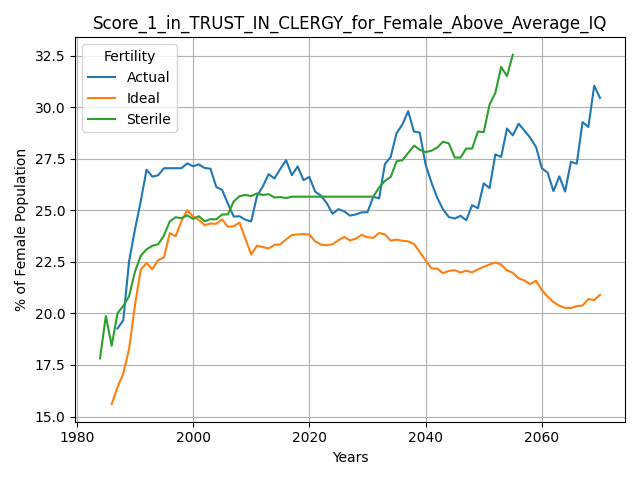 Score_1_in_TRUST_IN_CLERGY_for_Female_Above_Average_IQ
% of Female Population
32.5
30.0
27.5
25.0
22.5
20.0
17.5
15.0
Fertility
Actual
Ideal
Sterile
1980
2000
2020
2040
2060
Years